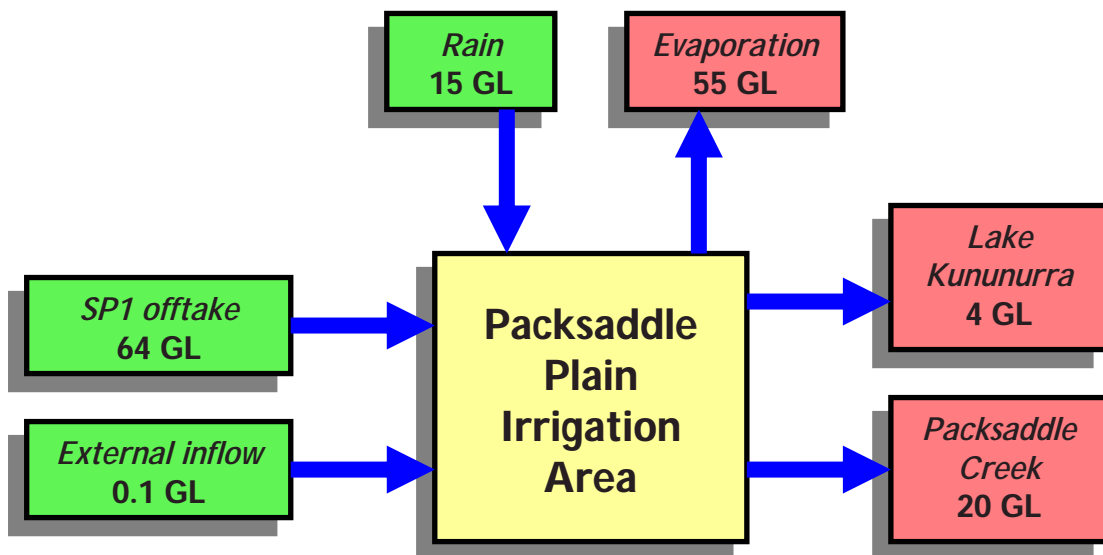 Rain
15 GL
Evaporation
55 GL
SP1 offtake
64 GL
External inflow
0.1 GL
Packsaddle
Plain
Irrigation
Area
Lake
Kununurra
4 GL
Packsaddle
Creek
20 GL